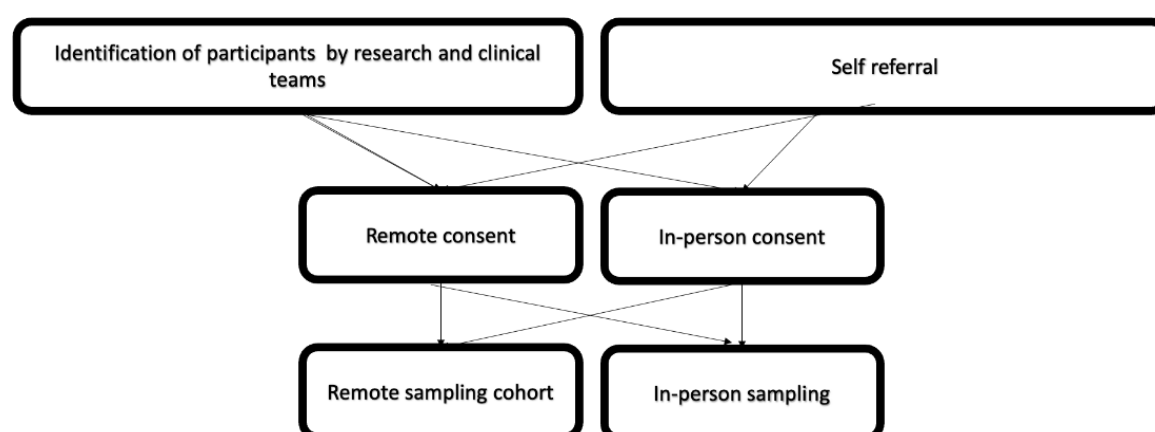 Identification of participants  by research and clinical
teams
Self referral
Remote consent
In-person consent
Remote sampling cohort
In-person sampling